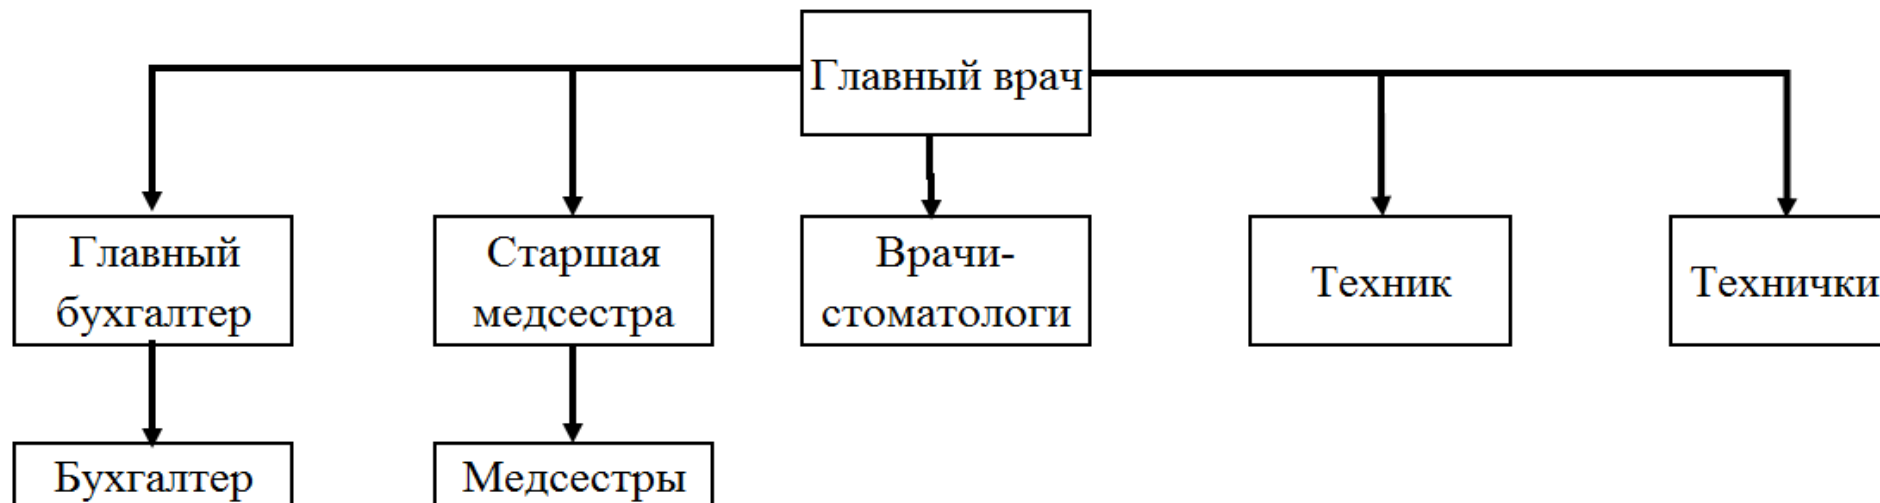 Главный врач
Главный
бухгалтер
Старшая
медсестра
Врачи-
стоматологи
Техник
Технички
Бухгалтер
Медсестры